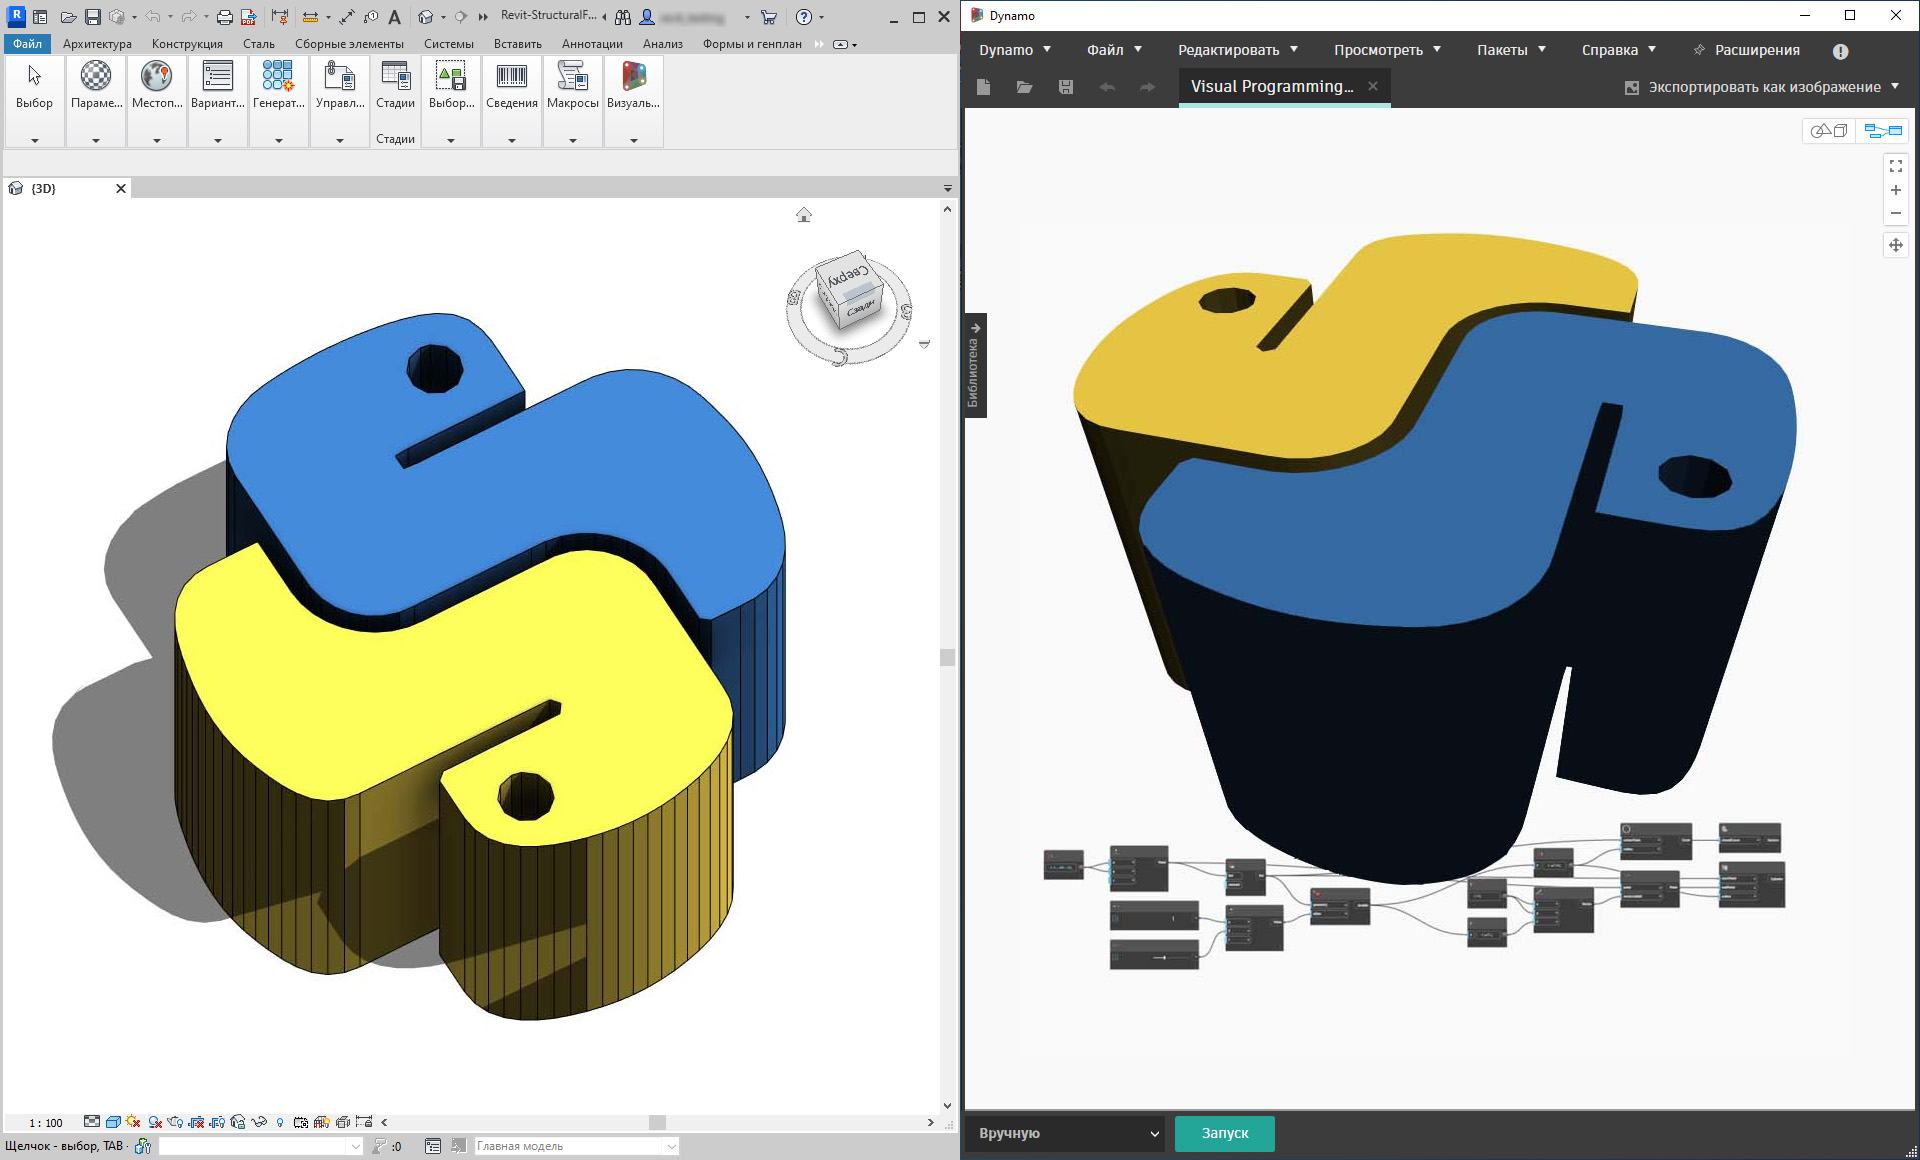 Revit-StructuralF...
Файл Архитектура Конструкция Сталь Сборные элементы Системы Вставить Аннотации Анализ Формы и генплан
Выбор Параме... Местоп... Вариант... Генерат... Управл... Стадии Выбор... Сведения Макросы Визуаль...
Стадии
{3D}
Сверху
Сзади
1 : 100
Щелчок - выбор, TAB
:0
Главная модель
Dynamo
Dynamo Файл Редактировать Просмотреть Пакеты Справка Расширения
Visual Programming...
Экспортировать как изображение
Библиотека
Вручную
Запуск